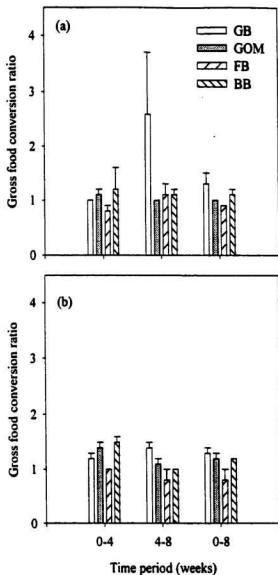 (a)
GB
GOM
FB
BB
Gross food conversion ratio
4
3
2
1
0
(b)
Gross food conversion ratio
4
3
2
1
0
0-4 4-8 0-8
Time period (weeks)